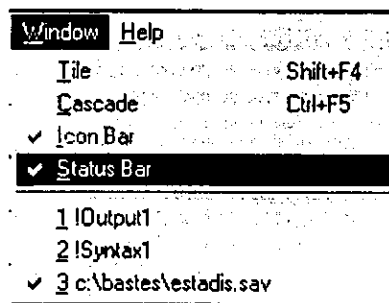 Window Help
Tile Shift+F4
Cascade Ctrl+F5
✓ Icon Bar
✓ Status Bar
1 !Output1
2 !Syntax1
✓ 3 c:\bastes\estadis.sav